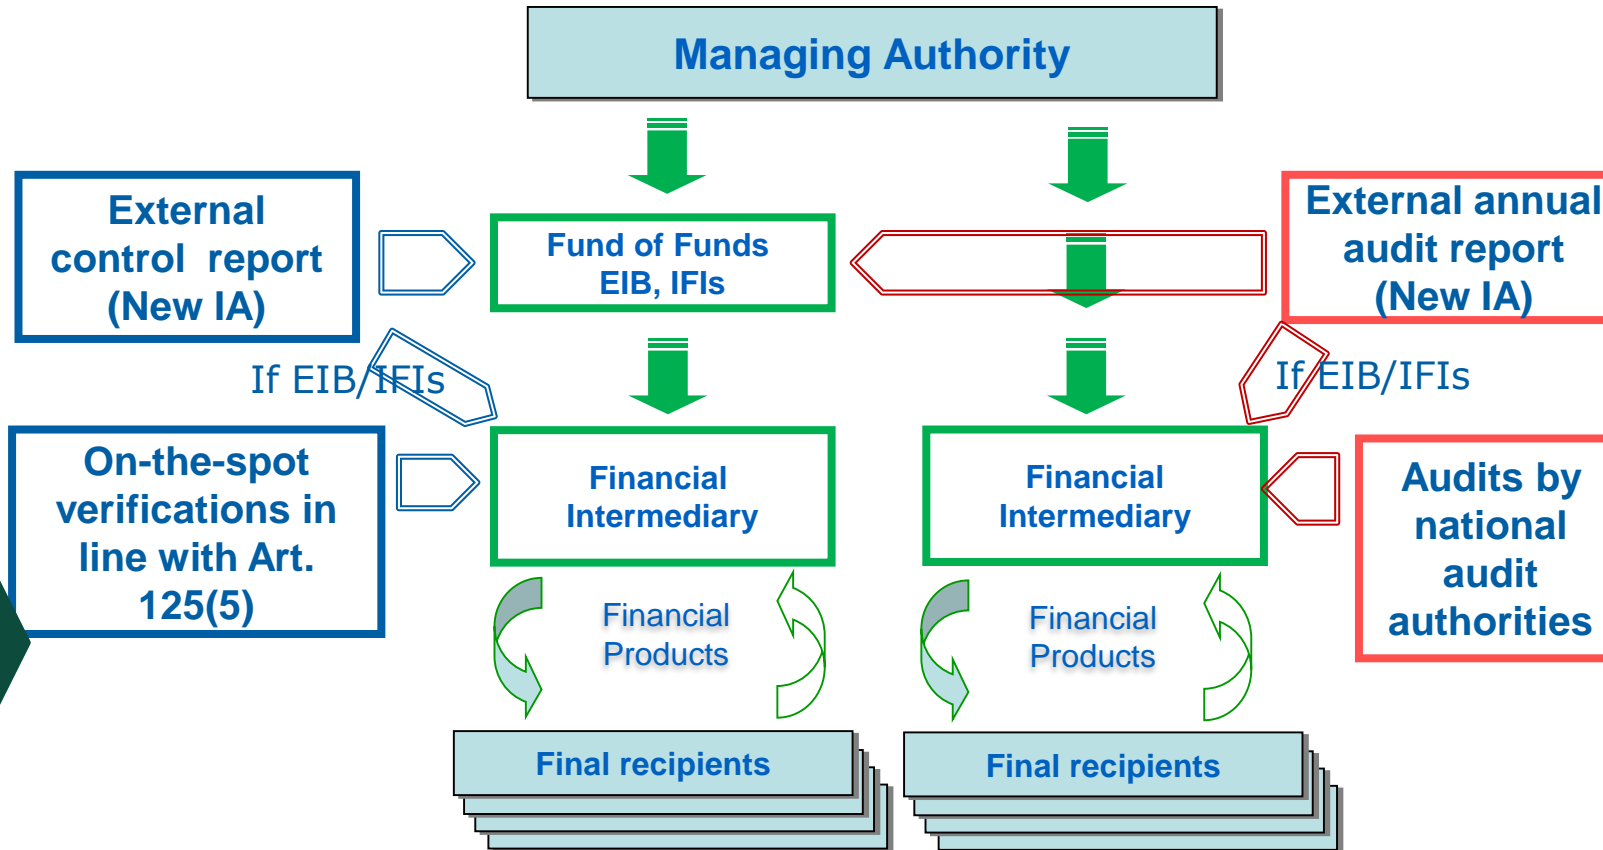 Managing Authority
External
control report
(New IA)
Fund of Funds
EIB, IFIs
External annual
audit report
(New IA)
If EIB/IFIs
If EIB/IFIs
On-the-spot
verifications in
line with Art.
125(5)
Financial
Intermediary
Financial
Intermediary
Audits by
national
audit
authorities
Financial
Products
Financial
Products
Final recipients
Final recipients